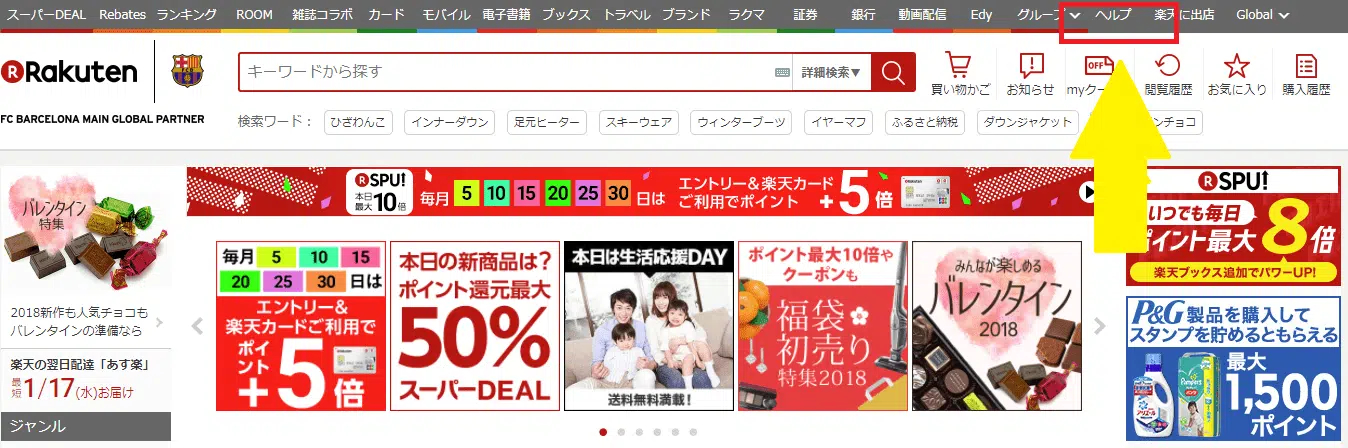 スーパーDEAL Rebates ランキング ROOM 雑誌コラボ カード モバイル 電子書籍 ブックス トラベル ブランド ラクマ 証券 銀行 動画配信 Edy グループ ヘルプ 楽天に出店 Global
Rakuten
FC BARCELONA MAIN GLOBAL PARTNER
キーワードから探す
詳細検索▼
買い物かご お知らせ myクー 閲覧履歴 お気に入り 購入履歴
OFF
検索ワード： ひざわんこ インナーダウン 足元ヒーター スキーウェア ウィンターブーツ イヤーマフ ふるさと納税 ダウンジャケット ンチョコ
バレンタイン
特集
2018新作も人気チョコも
バレンタインの準備なら
楽天の翌日配達「あす楽」
最短 1/17(水)お届け
ジャンル
SPU!
本日最大10倍
毎月 5 10 15 20 25 30 日は
エントリー&楽天カード
ご利用でポイント
+5倍
毎月 5 10 15
20 25 30 日は
エントリー&
楽天カードご利用で
ポイント
+5倍
本日の新商品は?
ポイント還元最大
50%
スーパーDEAL
本日は生活応援DAY
送料無料満載!
ポイント最大10倍や
クーポンも
福袋
初売り
特集2018
みんなが楽しめる
バレンタイン
2018
SPU!
いつでも毎日
ポイント最大8倍
楽天ブックス追加でパワーUP!
P&G 製品を購入して
スタンプを貯めるともらえる
最大
1,500
ポイント
アリエール
Pampers